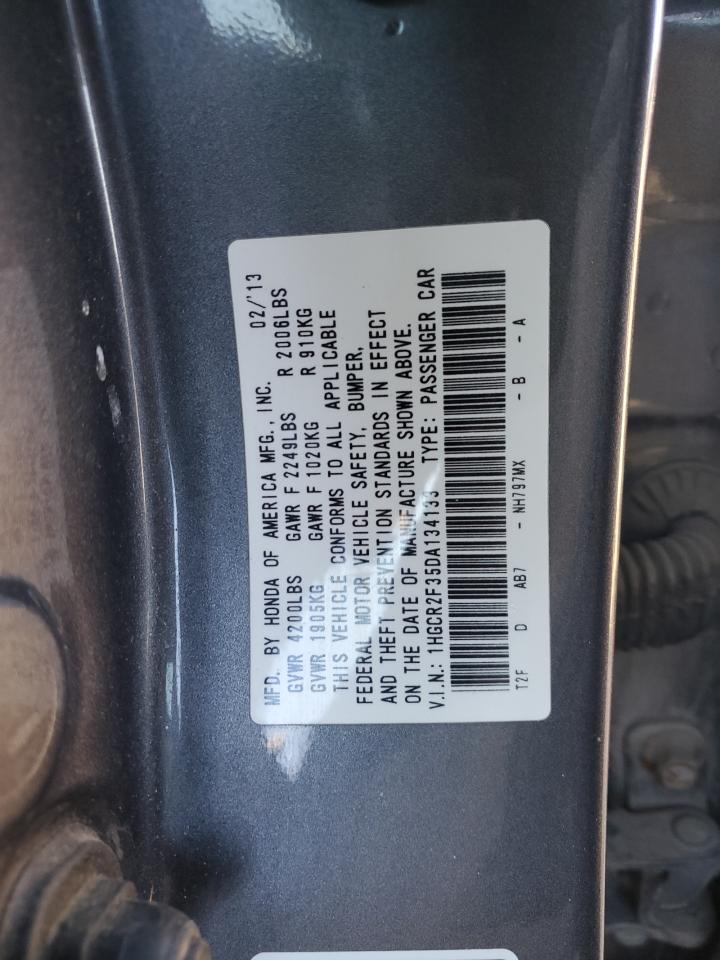 MFD. BY HONDA OF AMERICA MFG., INC. 02/'13
GVWR 4200LBS GAWR F 2249LBS R 2006LBS
GVWR 1905KG GAWR F 1020KG R 910KG
THIS VEHICLE CONFORMS TO ALL APPLICABLE
FEDERAL MOTOR VEHICLE SAFETY, BUMPER,
AND THEFT PREVENTION STANDARDS IN EFFECT
ON THE DATE OF MANUFACTURE SHOWN ABOVE.
V.I.N.: 1HGCR2F35DA134133 TYPE: PASSENGER CAR
T2F D AB7 - NH797MX - B - A